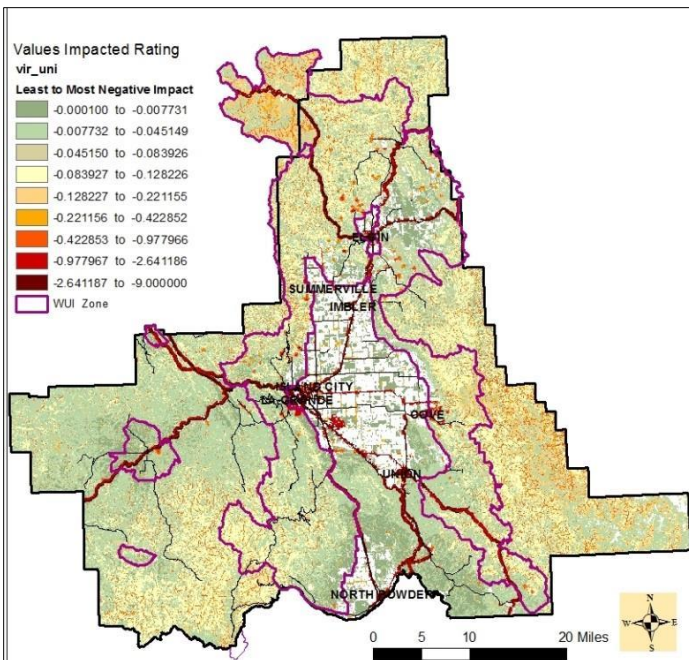 Values Impacted Rating
vir_uni
Least to Most Negative Impact
-0.000100 to -0.007731
-0.007732 to -0.045149
-0.045150 to -0.083926
-0.083927 to -0.128226
-0.128227 to -0.221155
-0.221156 to -0.422852
-0.422853 to -0.977966
-0.977967 to -2.641186
-2.641187 to -9.000000
WUI Zone
ELGIN
SUMMERVILLE
IMBLER
ISLAND CITY
LA GRANDE
COVE
UNION
NORTH POWDER
N
W E
S
0 5 10 20 Miles